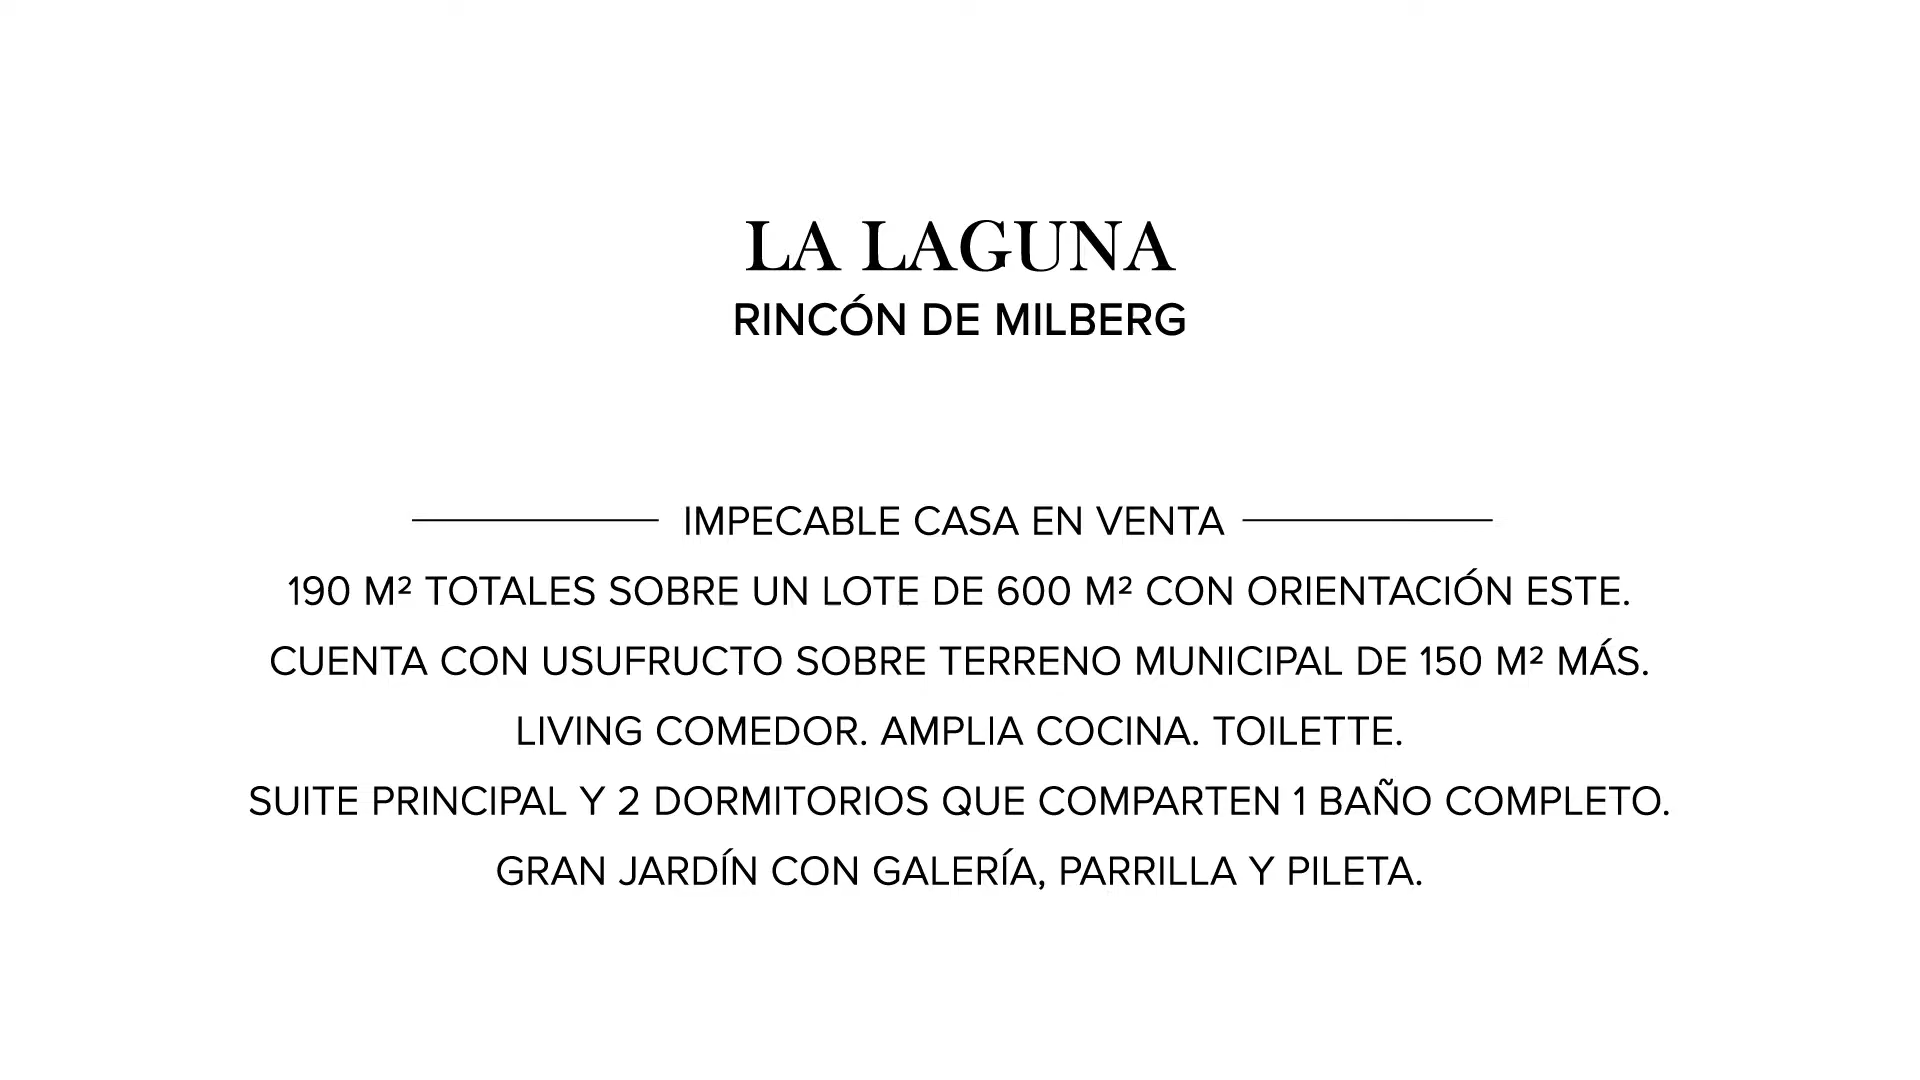 LA LAGUNA
RINCÓN DE MILBERG
IMPECABLE CASA EN VENTA
190 M² TOTALES SOBRE UN LOTE DE 600 M² CON ORIENTACIÓN ESTE.
CUENTA CON USUFRUCTO SOBRE TERRENO MUNICIPAL DE 150 M² MÁS.
LIVING COMEDOR. AMPLIA COCINA. TOILETTE.
SUITE PRINCIPAL Y 2 DORMITORIOS QUE COMPARTEN 1 BAÑO COMPLETO.
GRAN JARDÍN CON GALERÍA, PARRILLA Y PILETA.